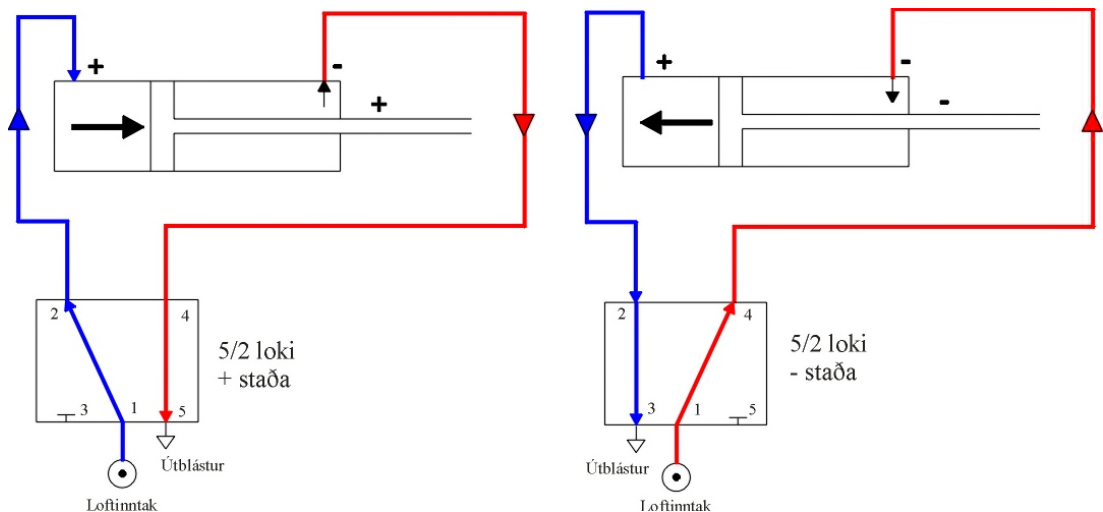 +
-
+
2
4
3
1
5
5/2 loki
+ staða
Útblástur
Loftinntak
+
-
-
2
4
3
1
5
5/2 loki
- staða
Útblástur
Loftinntak